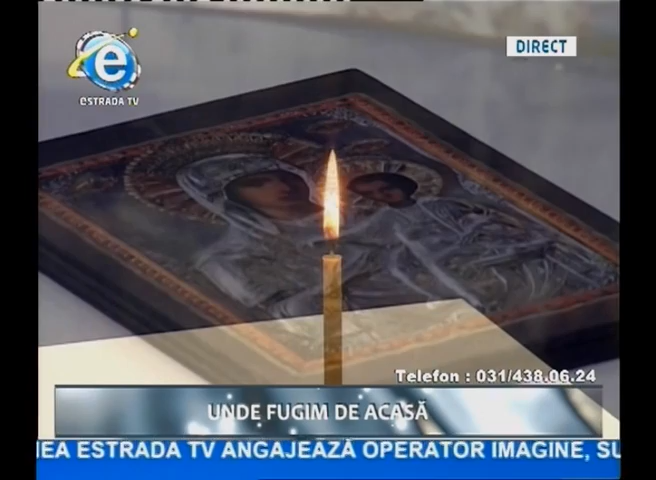 DIRECT
e
ESTRADA TV
Telefon : 031/438.06.24
UNDE FUGIM DE ACASĂ
ESTRADA TV ANGAJEAZĂ OPERATOR IMAGINE,